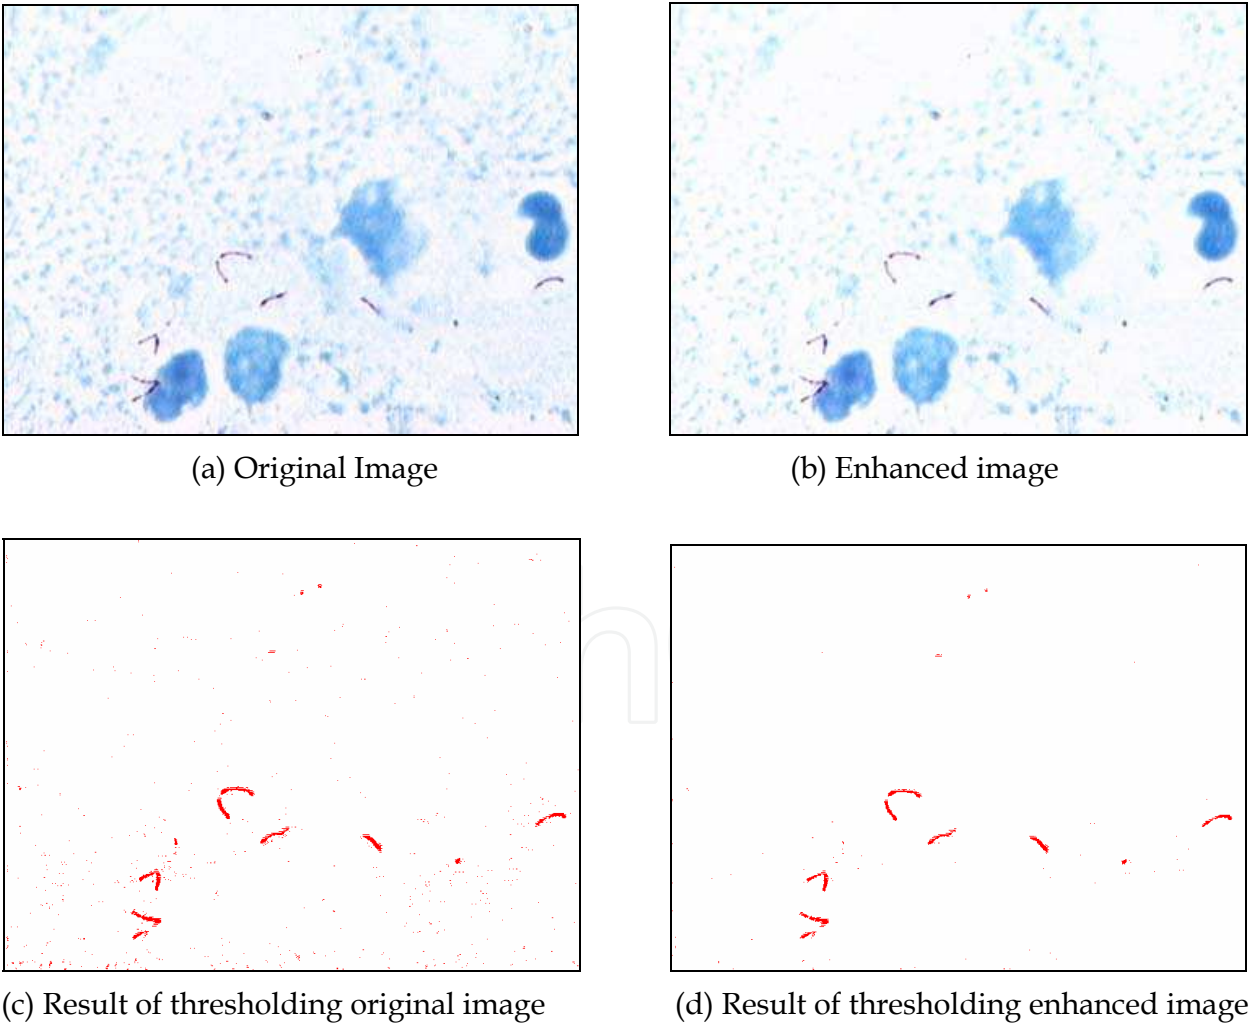 (a) Original Image
(b) Enhanced image
(c) Result of thresholding original image
(d) Result of thresholding enhanced image